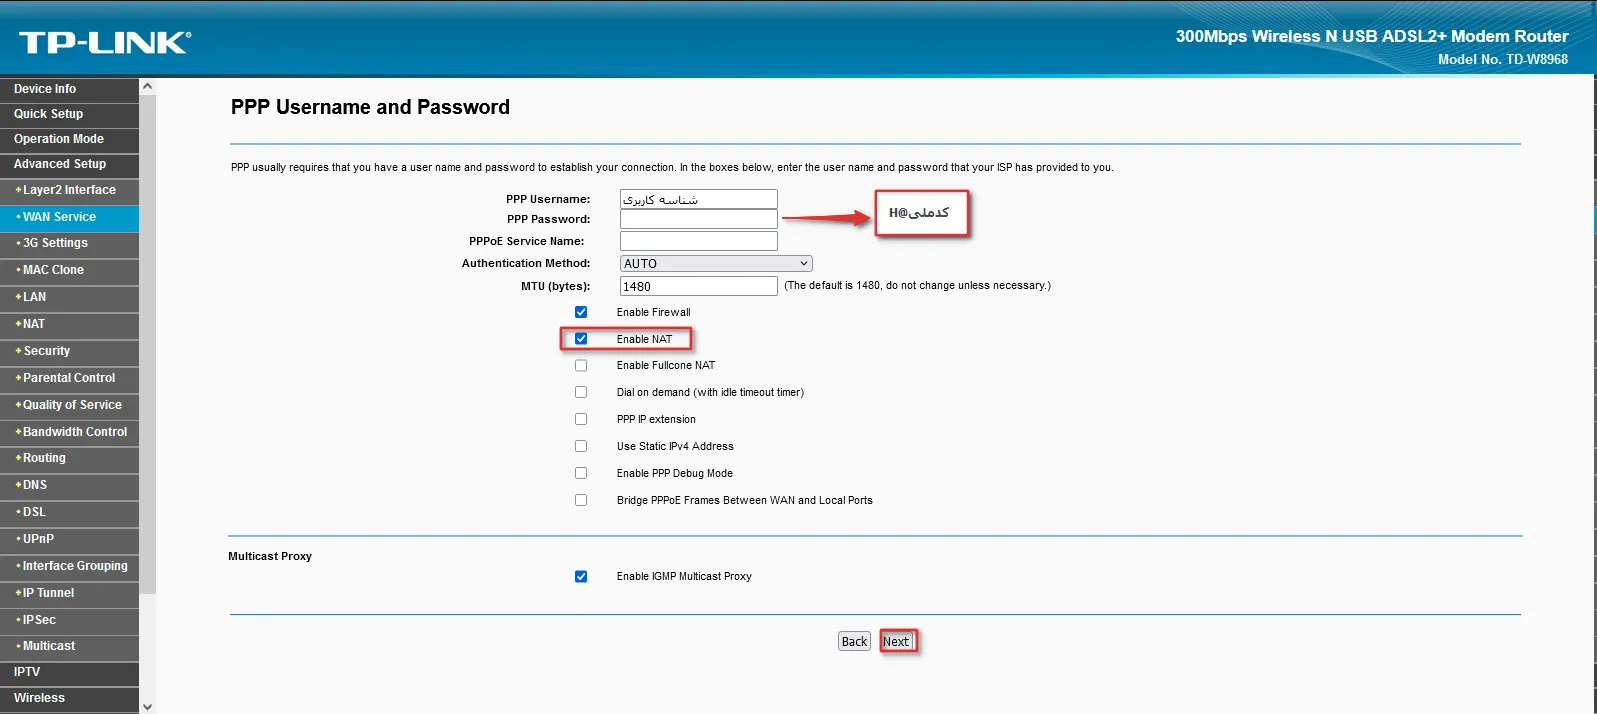 TP-LINK®
300Mbps Wireless N USB ADSL2+ Modem Router
Model No. TD-W8968
Device Info
Quick Setup
Operation Mode
Advanced Setup
Layer2 Interface
WAN Service
3G Settings
MAC Clone
LAN
NAT
Security
Parental Control
Quality of Service
Bandwidth Control
Routing
DNS
DSL
UPnP
Interface Grouping
IP Tunnel
IPSec
Multicast
IPTV
Wireless
PPP Username and Password
PPP usually requires that you have a user name and password to establish your connection. In the boxes below, enter the user name and password that your ISP has provided to you.
PPP Username: شناسه کاربری
PPP Password:
H@کدملی
PPPoE Service Name:
Authentication Method: AUTO
MTU (bytes): 1480 (The default is 1480, do not change unless necessary.)
Enable Firewall
Enable NAT
Enable Fullcone NAT
Dial on demand (with idle timeout timer)
PPP IP extension
Use Static IPv4 Address
Enable PPP Debug Mode
Bridge PPPoE Frames Between WAN and Local Ports
Multicast Proxy
Enable IGMP Multicast Proxy
Back Next